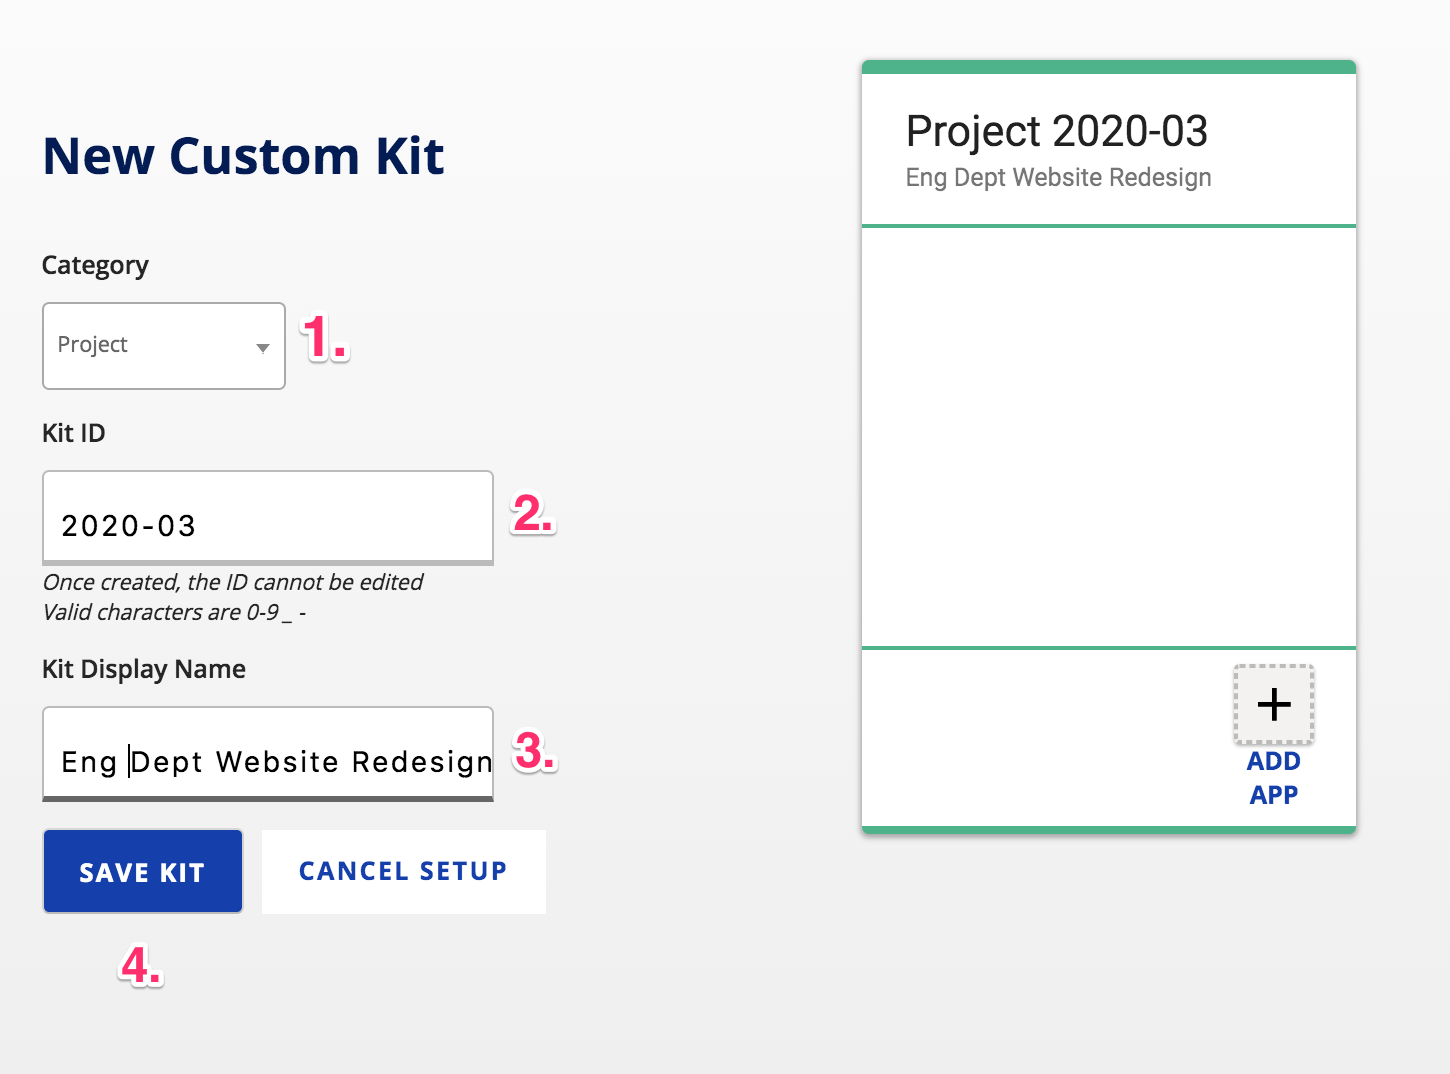 New Custom Kit
Category
Project
1.
Kit ID
2020-03
2.
Once created, the ID cannot be edited
Valid characters are 0-9 _ -
Kit Display Name
Eng Dept Website Redesign
3.
SAVE KIT
CANCEL SETUP
4.
Project 2020-03
Eng Dept Website Redesign
+
ADD
APP